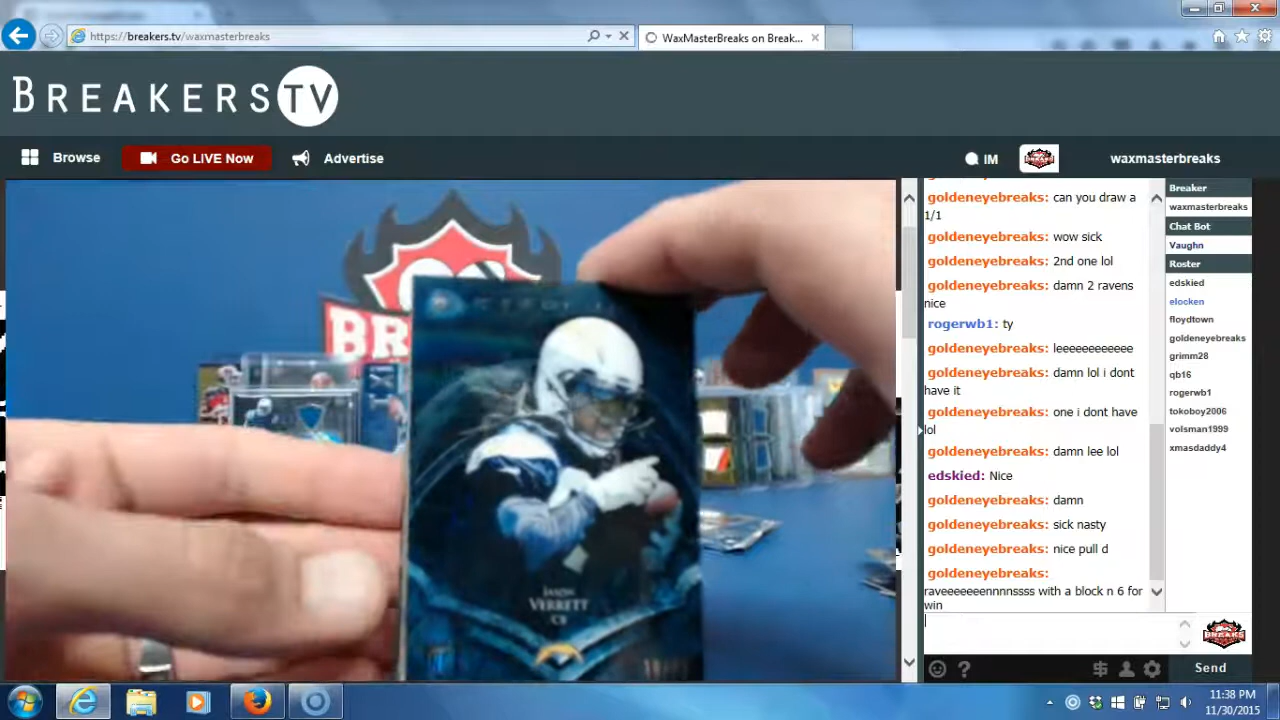 https://breakers.tv/waxmasterbreaks
WaxMasterBreaks on Break...
BREAKERS TV
Browse
Go LIVE Now
Advertise
IM
waxmasterbreaks
goldeneyebreaks: can you draw a
1/1
goldeneyebreaks: wow sick
goldeneyebreaks: 2nd one lol
goldeneyebreaks: damn 2 ravens
nice
rogerwb1: ty
goldeneyebreaks: leeeeeeeeeeee
goldeneyebreaks: damn lol i dont
have it
goldeneyebreaks: one i dont have
lol
goldeneyebreaks: damn lee lol
edskied: Nice
goldeneyebreaks: damn
goldeneyebreaks: sick nasty
goldeneyebreaks: nice pull d
goldeneyebreaks:
raveeeeeeennnnssss with a block n 6 for
win
Breaker
waxmasterbreaks
Chat Bot
Vaughn
Roster
edskied
elocken
floydtown
goldeneyebreaks
grimm28
qb16
rogerwb1
tokoboy2006
volsman1999
xmasdaddy4
BR
JASON
VERRETT
CB
BREAKS
Send
11:38 PM
11/30/2015